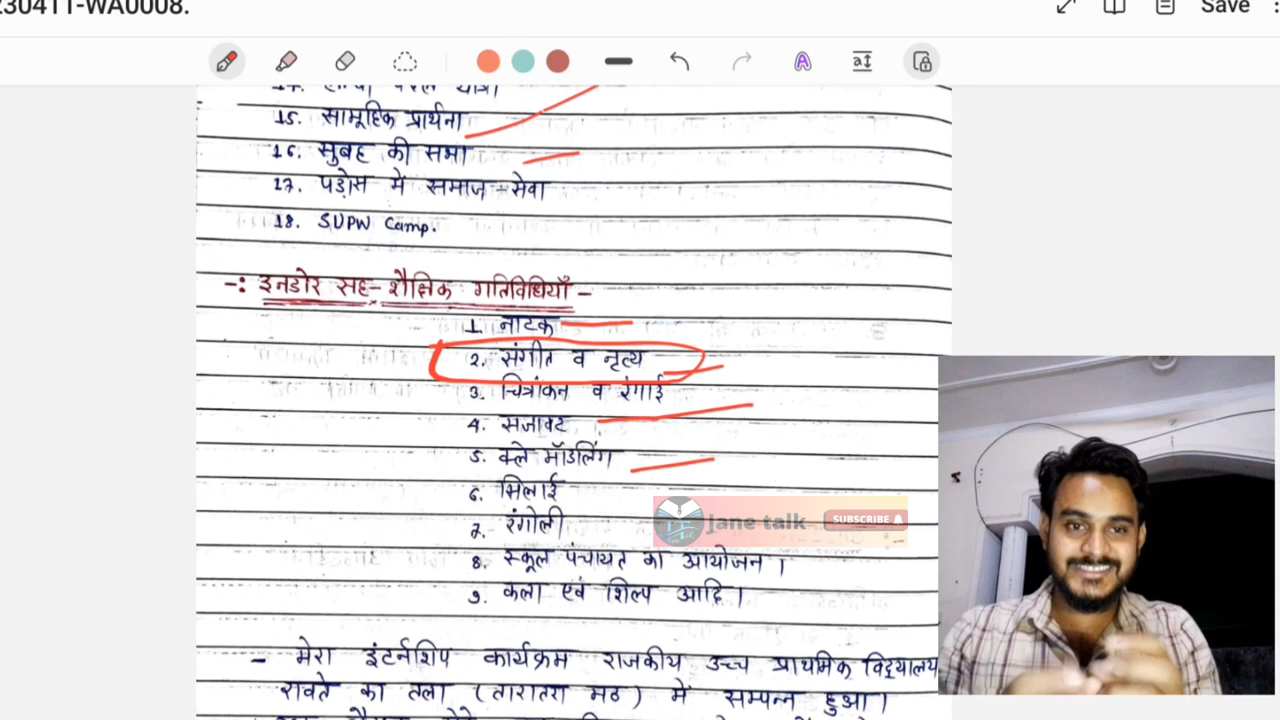 230411-WA0008.
Save
15. सामूहिक प्रार्थना
16. सुबह की सभा
17. पड़ोस में समाज-सेवा
18. SUPW Camp.
-: इनडोर सह-शैक्षिक गतिविधियाँ -
1. नाटक
2. संगीत व नृत्य
3. चित्रांकन व रंगाई
4. सजावट
5. क्ले मॉडलिंग
6. सिलाई
7. रंगोली
jane talk
SUBSCRIBE
8. स्कूल पंचायत का आयोजन।
9. कला एवं शिल्प आदि।
- मेरा इंटर्नशिप कार्यक्रम राजकीय उच्च प्राथमिक विद्यालय
रावते का तला (तारातरा मठ) में सम्पन्न हुआ।